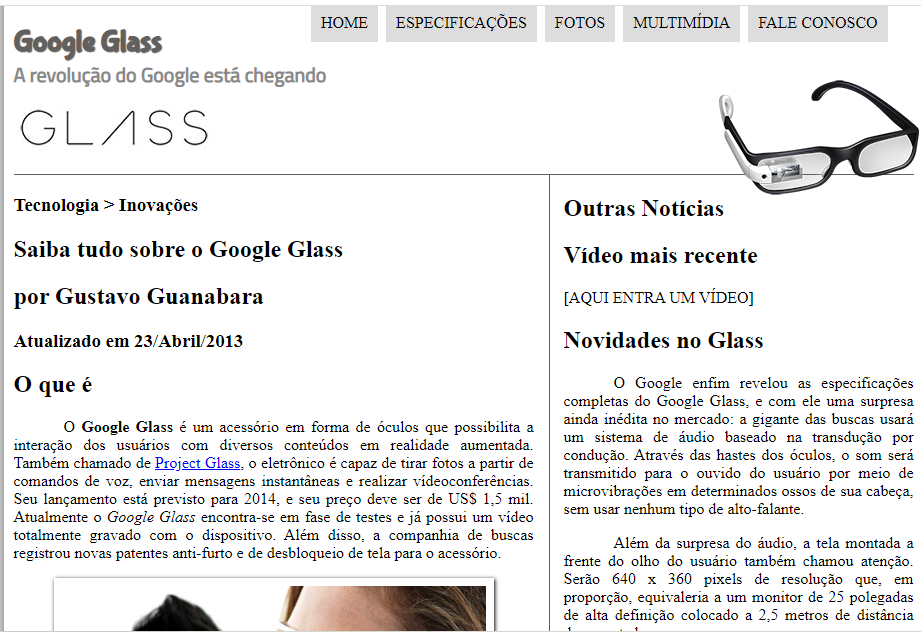 HOME ESPECIFICAÇÕES FOTOS MULTIMÍDIA FALE CONOSCO
Google Glass
A revolução do Google está chegando
GLASS
Tecnologia > Inovações
Saiba tudo sobre o Google Glass
por Gustavo Guanabara
Atualizado em 23/Abril/2013
O que é
O Google Glass é um acessório em forma de óculos que possibilita a
interação dos usuários com diversos conteúdos em realidade aumentada.
Também chamado de Project Glass, o eletrônico é capaz de tirar fotos a partir de
comandos de voz, enviar mensagens instantâneas e realizar vídeoconferências.
Seu lançamento está previsto para 2014, e seu preço deve ser de US$ 1,5 mil.
Atualmente o Google Glass encontra-se em fase de testes e já possui um vídeo
totalmente gravado com o dispositivo. Além disso, a companhia de buscas
registrou novas patentes anti-furto e de desbloqueio de tela para o acessório.
Outras Notícias
Vídeo mais recente
[AQUI ENTRA UM VÍDEO]
Novidades no Glass
O Google enfim revelou as especificações
completas do Google Glass, e com ele uma surpresa
ainda inédita no mercado: a gigante das buscas usará
um sistema de áudio baseado na transdução por
condução. Através das hastes dos óculos, o som será
transmitido para o ouvido do usuário por meio de
microvibrações em determinados ossos de sua cabeça,
sem usar nenhum tipo de alto-falante.
Além da surpresa do áudio, a tela montada a
frente do olho do usuário também chamou atenção.
Serão 640 x 360 pixels de resolução que, em
proporção, equivaleria a um monitor de 25 polegadas
de alta definição colocado a 2,5 metros de distância